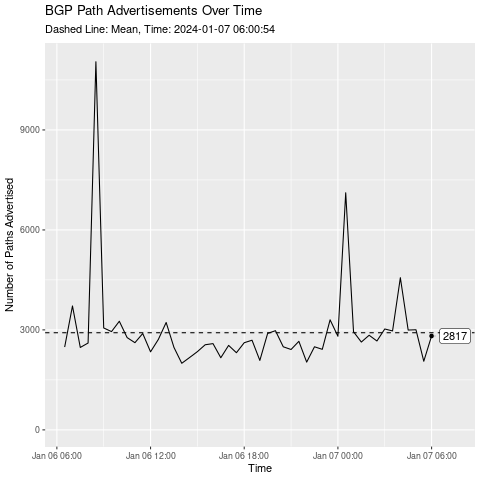 BGP Path Advertisements Over Time
Dashed Line: Mean, Time: 2024-01-07 06:00:54
Number of Paths Advertised
9000
6000
3000
0
2817
Jan 06 06:00
Jan 06 12:00
Jan 06 18:00
Jan 07 00:00
Jan 07 06:00
Time